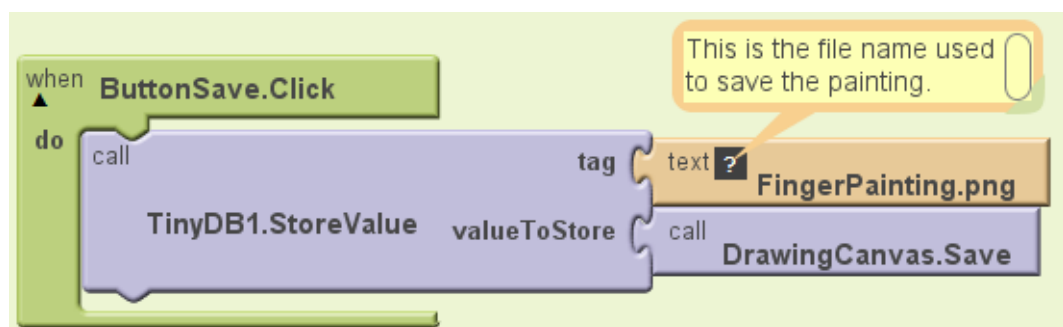 This is the file name used
to save the painting.
when ButtonSave.Click
do
call
tag
text ? FingerPainting.png
TinyDB1.StoreValue
valueToStore
call DrawingCanvas.Save